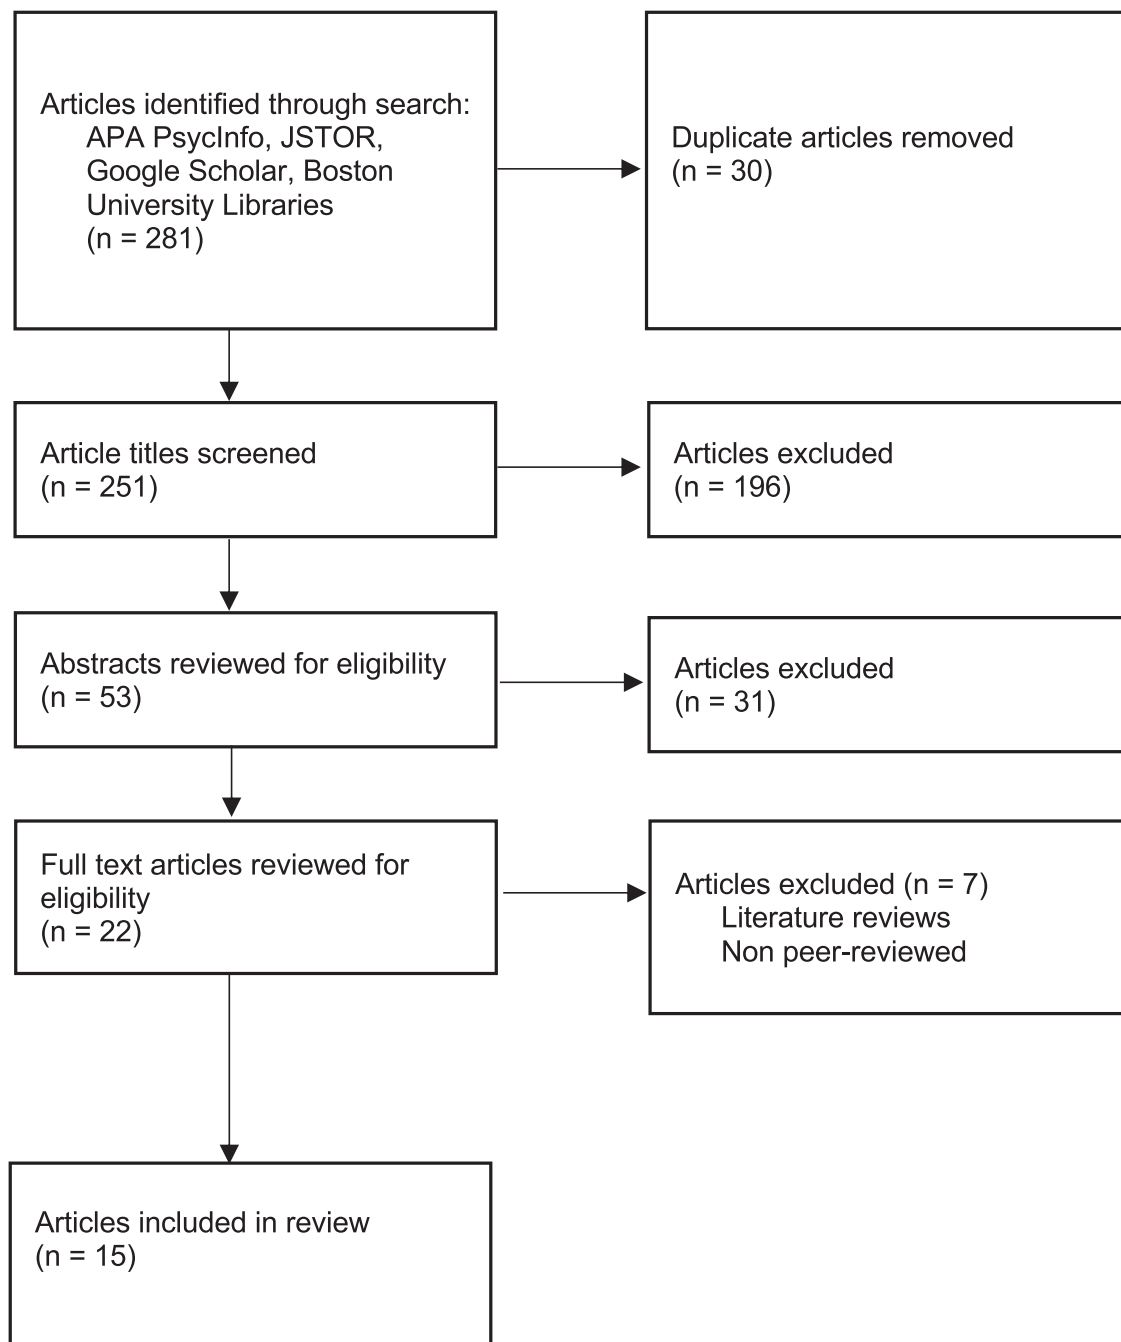 Articles identified through search:
APA PsycInfo, JSTOR,
Google Scholar, Boston
University Libraries
(n = 281)
Duplicate articles removed
(n = 30)
Article titles screened
(n = 251)
Articles excluded
(n = 196)
Abstracts reviewed for eligibility
(n = 53)
Articles excluded
(n = 31)
Full text articles reviewed for
eligibility
(n = 22)
Articles excluded (n = 7)
Literature reviews
Non peer-reviewed
Articles included in review
(n = 15)